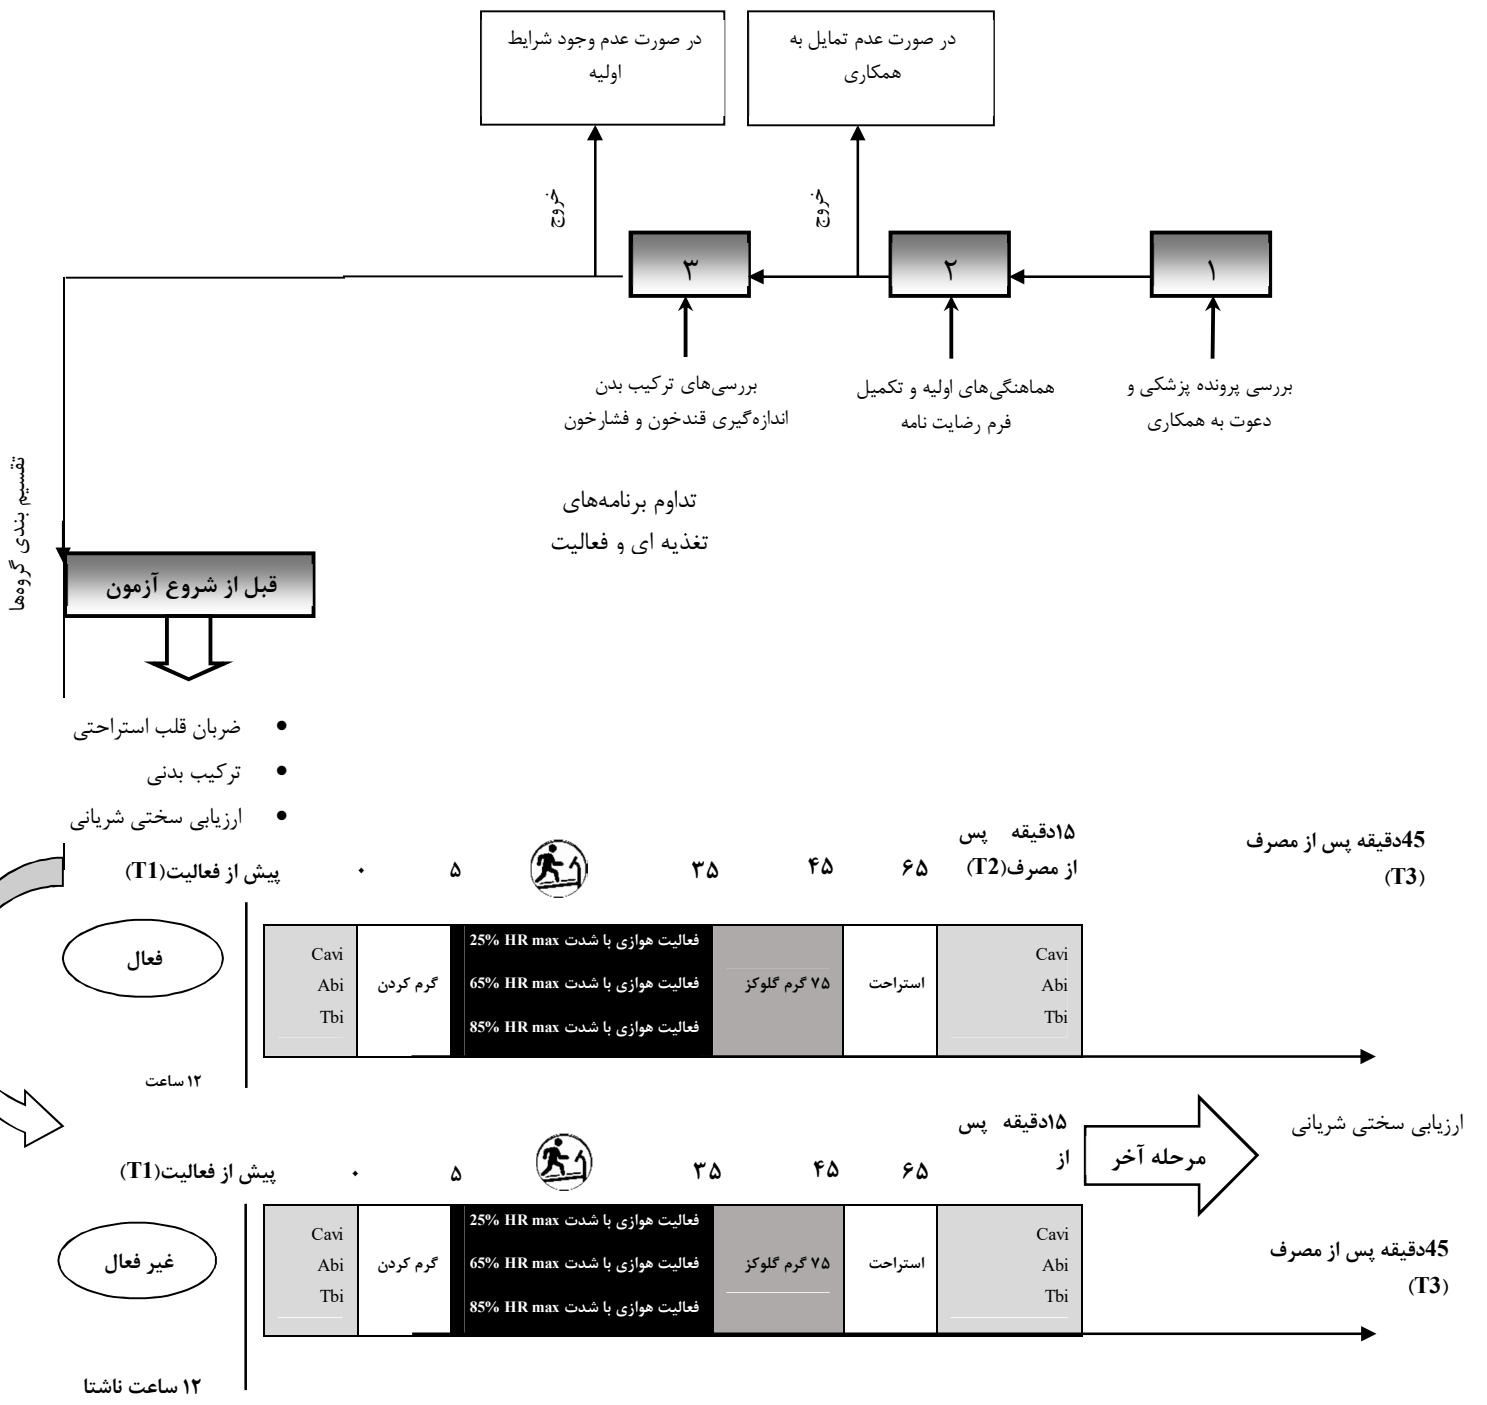 در صورت عدم تمایل به
همکاری
در صورت عدم وجود شرایط
اولیه
خروج
خروج
۱
۲
۳
بررسی پرونده پزشکی و
دعوت به همکاری
هماهنگی‌های اولیه و تکمیل
فرم رضایت نامه
بررسی‌های ترکیب بدن
اندازه‌گیری قندخون و فشارخون
تداوم برنامه‌های
تغذیه ای و فعالیت
تقسیم بندی گروه‌ها
قبل از شروع آزمون
• ضربان قلب استراحتی
• ترکیب بدنی
• ارزیابی سختی شریانی
پیش از فعالیت(T1)
۰
۵
۳۵
۴۵
۶۵
۱۵دقیقه پس
از مصرف(T2)
45دقیقه پس از مصرف
(T3)
فعال
Cavi
Abi
Tbi
گرم کردن
فعالیت هوازی با شدت 25% HR max
فعالیت هوازی با شدت 65% HR max
فعالیت هوازی با شدت 85% HR max
۷۵ گرم گلوکز
استراحت
Cavi
Abi
Tbi
۱۲ ساعت
پیش از فعالیت(T1)
۰
۵
۳۵
۴۵
۶۵
۱۵دقیقه پس
از
مرحله آخر
ارزیابی سختی شریانی
غیر فعال
Cavi
Abi
Tbi
گرم کردن
فعالیت هوازی با شدت 25% HR max
فعالیت هوازی با شدت 65% HR max
فعالیت هوازی با شدت 85% HR max
۷۵ گرم گلوکز
استراحت
Cavi
Abi
Tbi
45دقیقه پس از مصرف
(T3)
۱۲ ساعت ناشتا